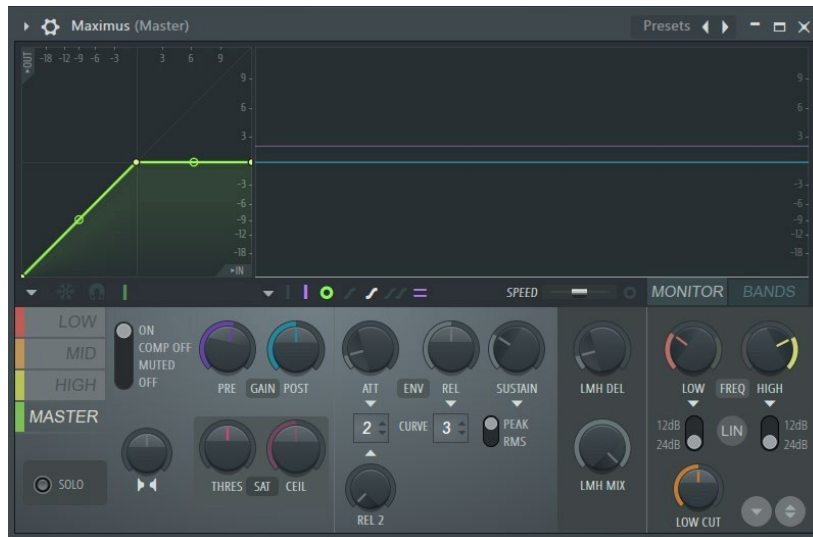 Maximus (Master)
Presets
OUT
-18 -12 -9 -6 -3 3 6 9
9 9
6 6
3 3
-3 -3
-6 -6
-9 -9
-12 -12
-18 -18
IN
SPEED
MONITOR BANDS
LOW
MID
HIGH
MASTER
SOLO
ON
COMP OFF
MUTED
OFF
PRE GAIN POST
THRES SAT CEIL
ATT ENV REL SUSTAIN
2 CURVE 3
PEAK
RMS
REL 2
LMH DEL
LMH MIX
LOW FREQ HIGH
12dB LIN 12dB
24dB 24dB
LOW CUT